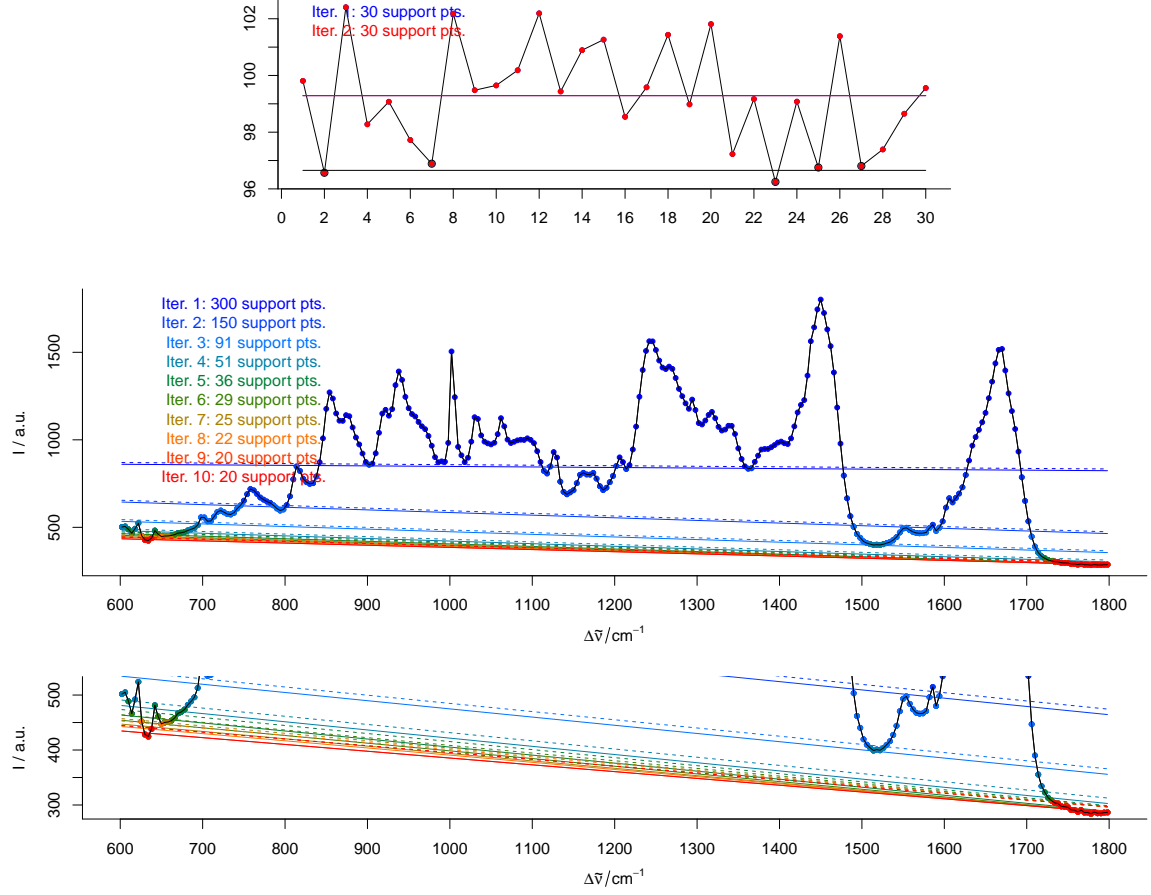 102
100
98
96
Iter. 1: 30 support pts.
Iter. 2: 30 support pts.
0 2 4 6 8 10 12 14 16 18 20 22 24 26 28 30
I / a.u.
1500
1000
500
Iter. 1: 300 support pts.
Iter. 2: 150 support pts.
Iter. 3: 91 support pts.
Iter. 4: 51 support pts.
Iter. 5: 36 support pts.
Iter. 6: 29 support pts.
Iter. 7: 25 support pts.
Iter. 8: 22 support pts.
Iter. 9: 20 support pts.
Iter. 10: 20 support pts.
600 700 800 900 1000 1100 1200 1300 1400 1500 1600 1700 1800
Δν̃/cm⁻¹
I / a.u.
500
400
300
600 700 800 900 1000 1100 1200 1300 1400 1500 1600 1700 1800
Δν̃/cm⁻¹